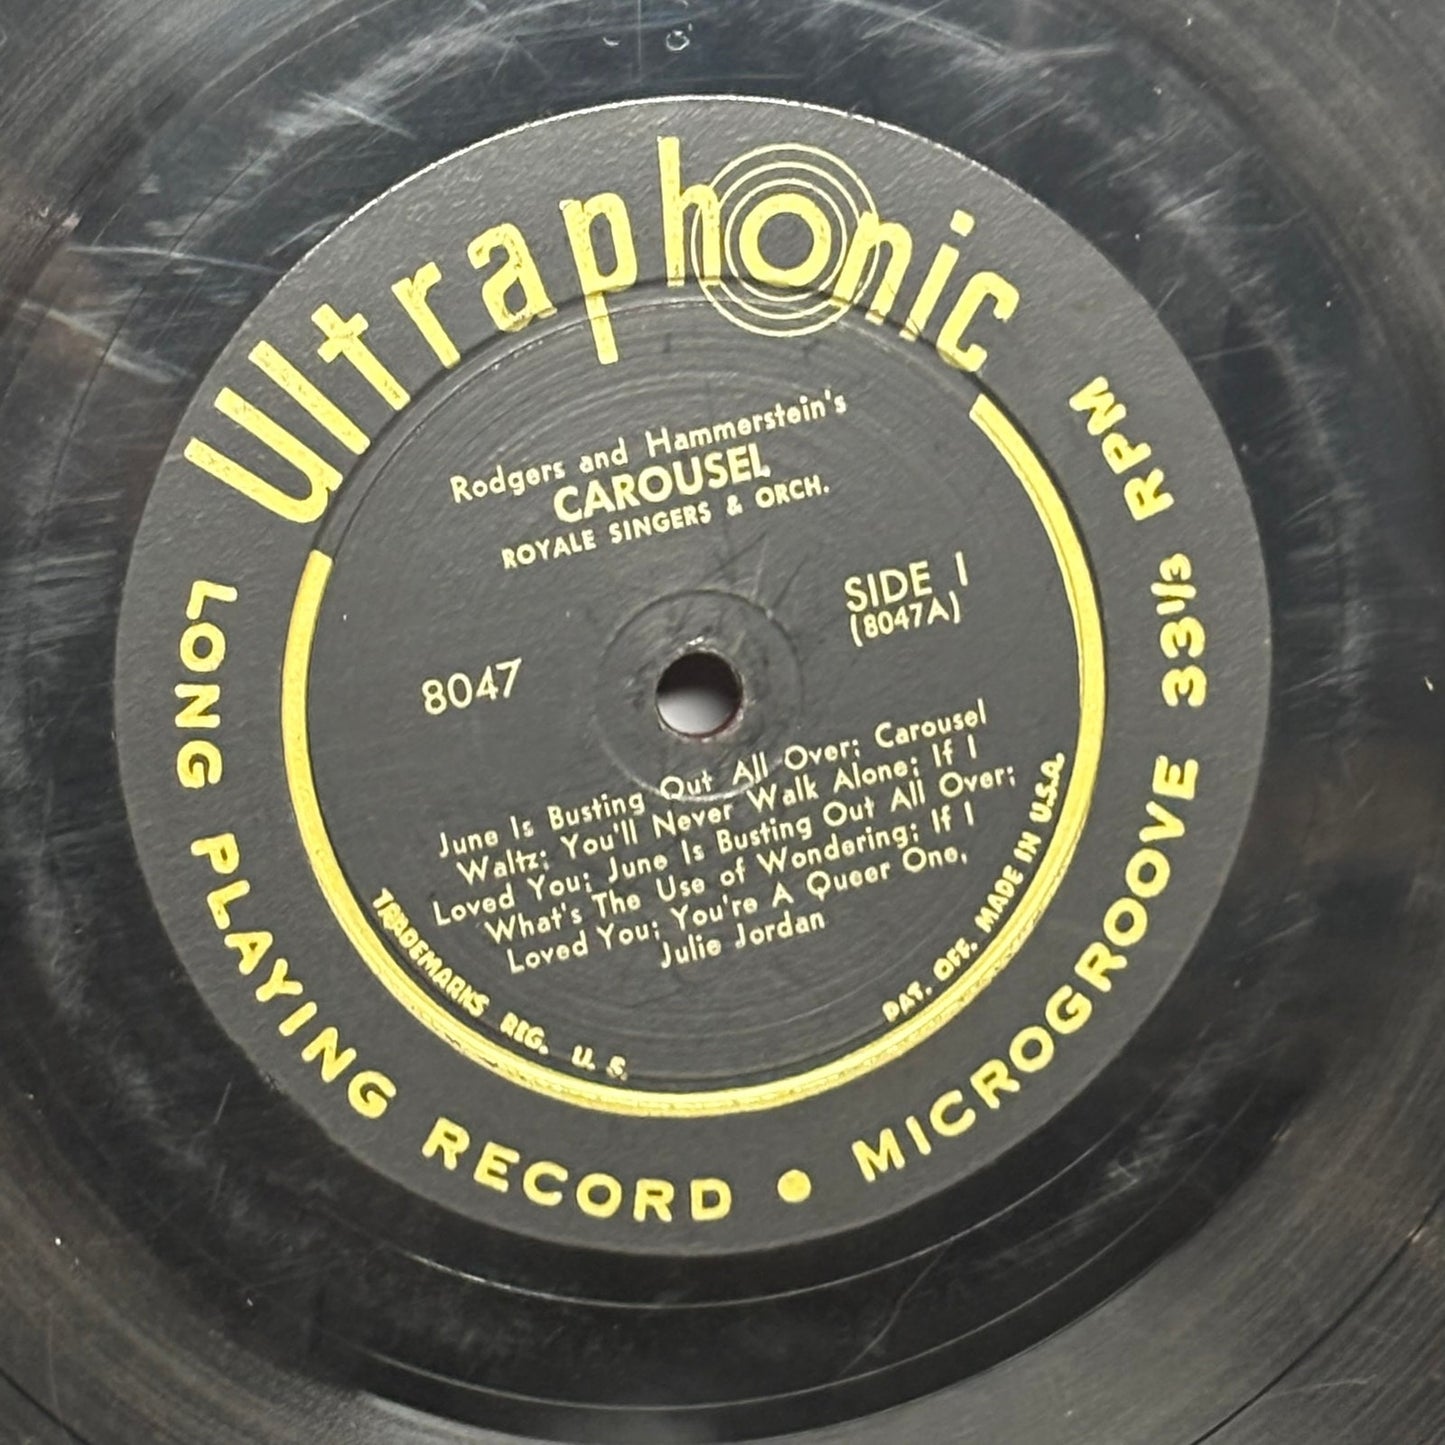 Ultraphonic
Rodgers and Hammerstein's
CAROUSEL
ROYALE SINGERS & ORCH.
SIDE 1
(8047A)
8047
June Is Busting Out All Over; Carousel
Waltz; You'll Never Walk Alone; If I
Loved You; June Is Busting Out All Over;
What's The Use of Wondering; If I
Loved You; You're A Queer One,
Julie Jordan
TRADEMARKS REG. U. S. PAT. OFF. MADE IN U.S.A.
LONG PLAYING RECORD • MICROGROOVE 33⅓ RPM